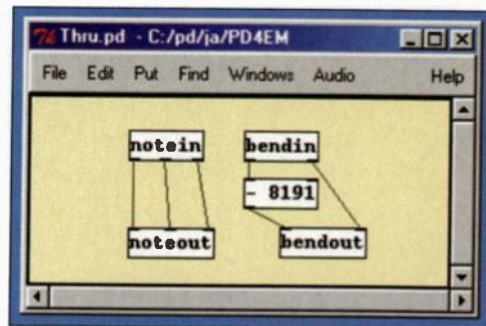 Thru.pd - C:/pd/ja/PD4EM
File Edit Put Find Windows Audio Help
notein bendin
- 8191
noteout bendout